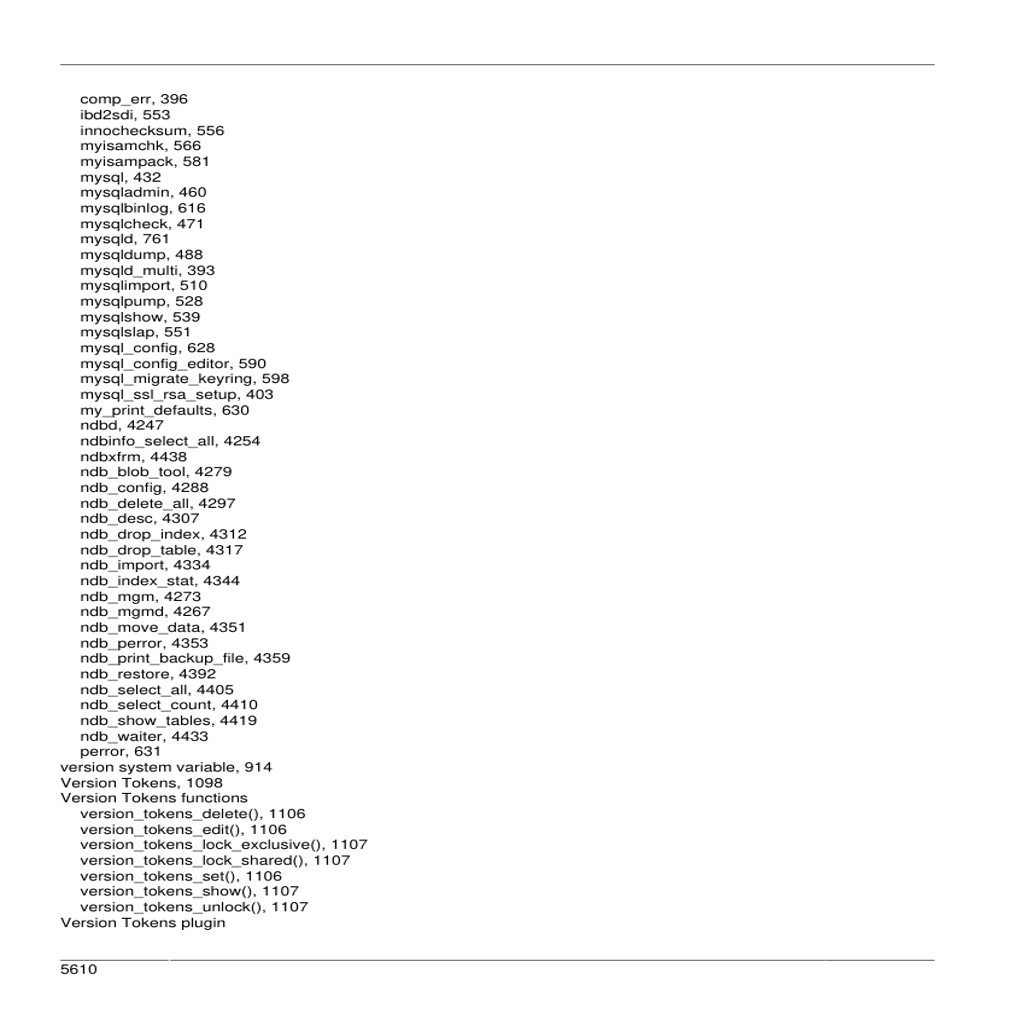 comp_err, 396
ibd2sdi, 553
innochecksum, 556
myisamchk, 566
myisampack, 581
mysql, 432
mysqladmin, 460
mysqlbinlog, 616
mysqlcheck, 471
mysqld, 761
mysqldump, 488
mysqld_multi, 393
mysqlimport, 510
mysqlpump, 528
mysqlshow, 539
mysqlslap, 551
mysql_config, 628
mysql_config_editor, 590
mysql_migrate_keyring, 598
mysql_ssl_rsa_setup, 403
my_print_defaults, 630
ndbd, 4247
ndbinfo_select_all, 4254
ndbxfrm, 4438
ndb_blob_tool, 4279
ndb_config, 4288
ndb_delete_all, 4297
ndb_desc, 4307
ndb_drop_index, 4312
ndb_drop_table, 4317
ndb_import, 4334
ndb_index_stat, 4344
ndb_mgm, 4273
ndb_mgmd, 4267
ndb_move_data, 4351
ndb_perror, 4353
ndb_print_backup_file, 4359
ndb_restore, 4392
ndb_select_all, 4405
ndb_select_count, 4410
ndb_show_tables, 4419
ndb_waiter, 4433
perror, 631
version system variable, 914
Version Tokens, 1098
Version Tokens functions
version_tokens_delete(), 1106
version_tokens_edit(), 1106
version_tokens_lock_exclusive(), 1107
version_tokens_lock_shared(), 1107
version_tokens_set(), 1106
version_tokens_show(), 1107
version_tokens_unlock(), 1107
Version Tokens plugin
5610